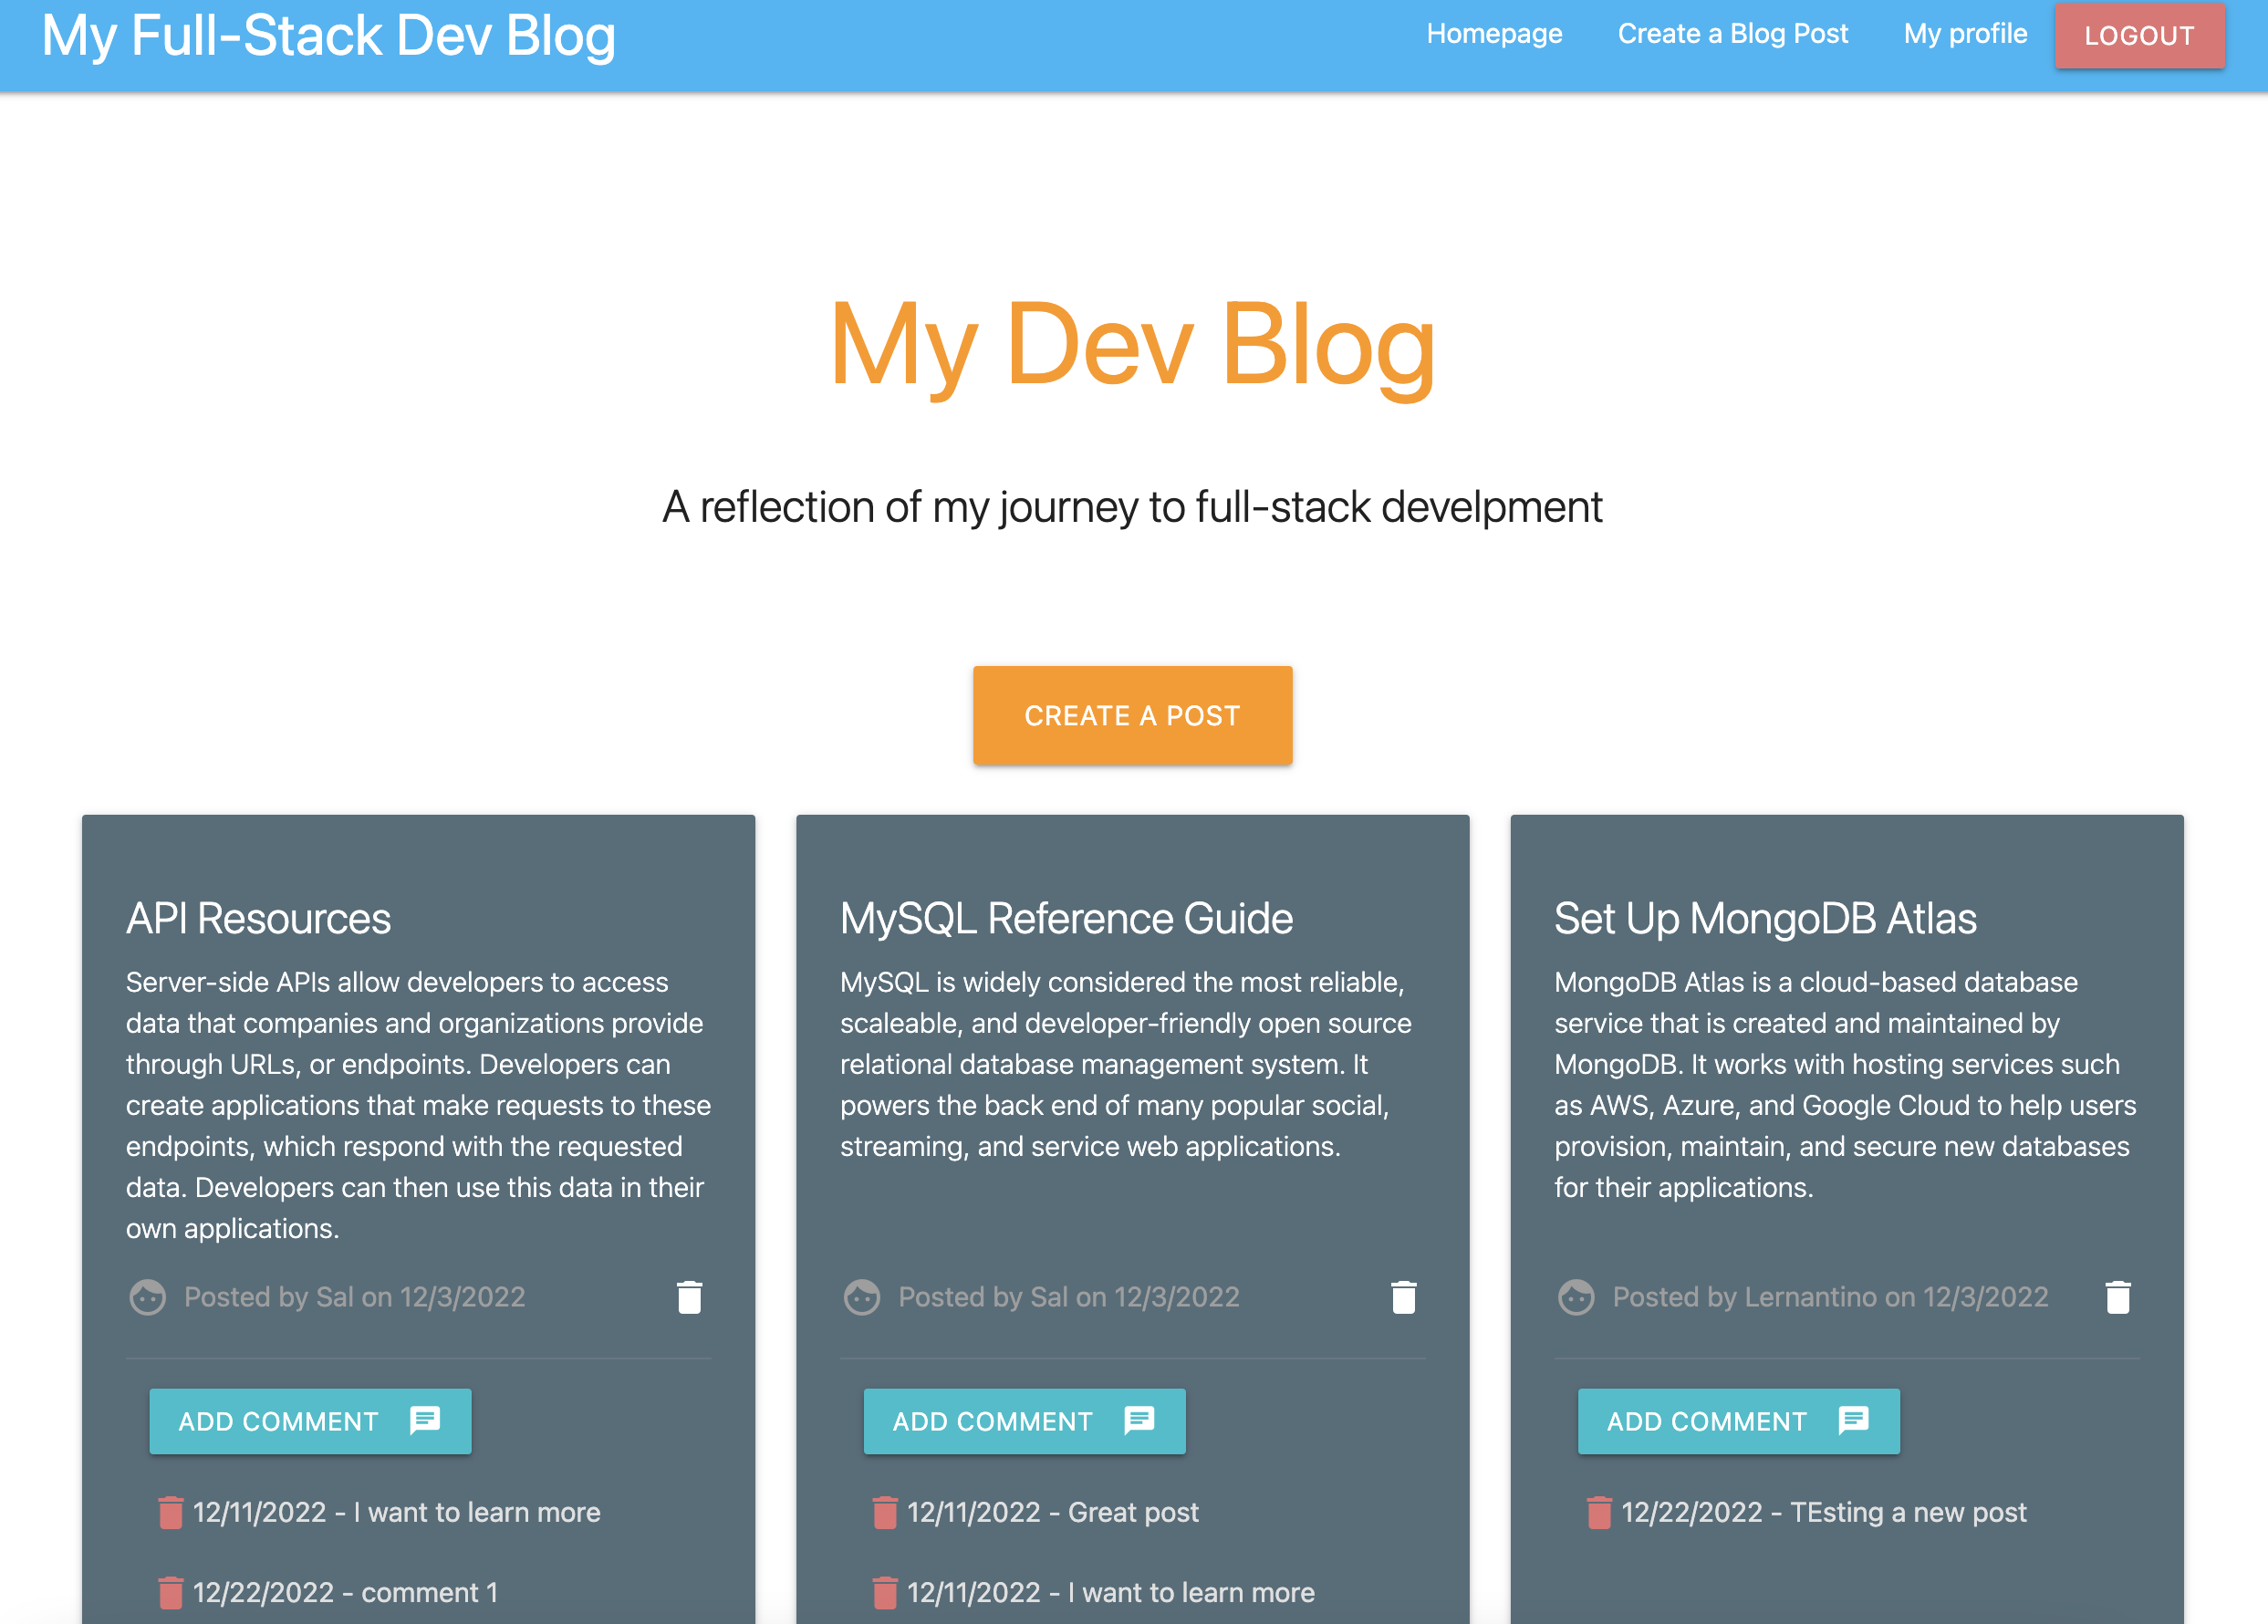 My Full-Stack Dev Blog
Homepage
Create a Blog Post
My profile
LOGOUT
My Dev Blog
A reflection of my journey to full-stack develpment
CREATE A POST
API Resources
Server-side APIs allow developers to access
data that companies and organizations provide
through URLs, or endpoints. Developers can
create applications that make requests to these
endpoints, which respond with the requested
data. Developers can then use this data in their
own applications.
Posted by Sal on 12/3/2022
ADD COMMENT
12/11/2022 - I want to learn more
12/22/2022 - comment 1
MySQL Reference Guide
MySQL is widely considered the most reliable,
scaleable, and developer-friendly open source
relational database management system. It
powers the back end of many popular social,
streaming, and service web applications.
Posted by Sal on 12/3/2022
ADD COMMENT
12/11/2022 - Great post
12/11/2022 - I want to learn more
Set Up MongoDB Atlas
MongoDB Atlas is a cloud-based database
service that is created and maintained by
MongoDB. It works with hosting services such
as AWS, Azure, and Google Cloud to help users
provision, maintain, and secure new databases
for their applications.
Posted by Lernantino on 12/3/2022
ADD COMMENT
12/22/2022 - TEsting a new post